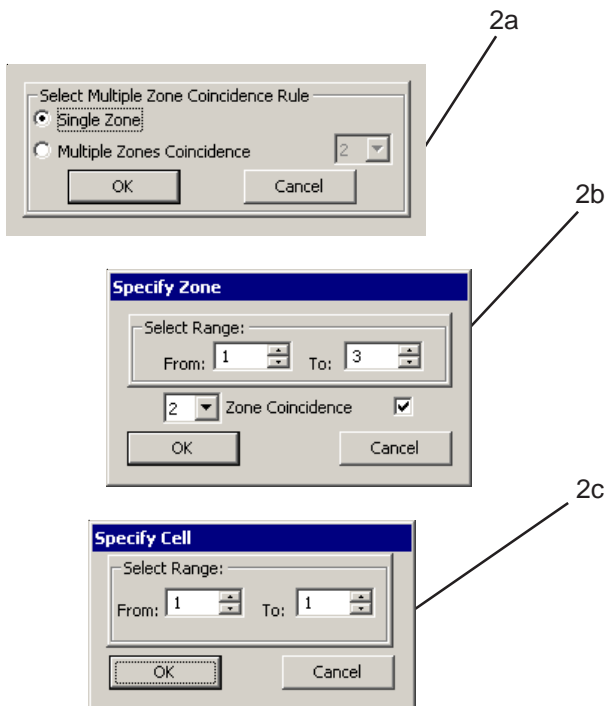 2a
Select Multiple Zone Coincidence Rule
Single Zone
Multiple Zones Coincidence 2
OK Cancel
2b
Specify Zone
Select Range:
From: 1 To: 3
2 Zone Coincidence
OK Cancel
2c
Specify Cell
Select Range:
From: 1 To: 1
OK Cancel